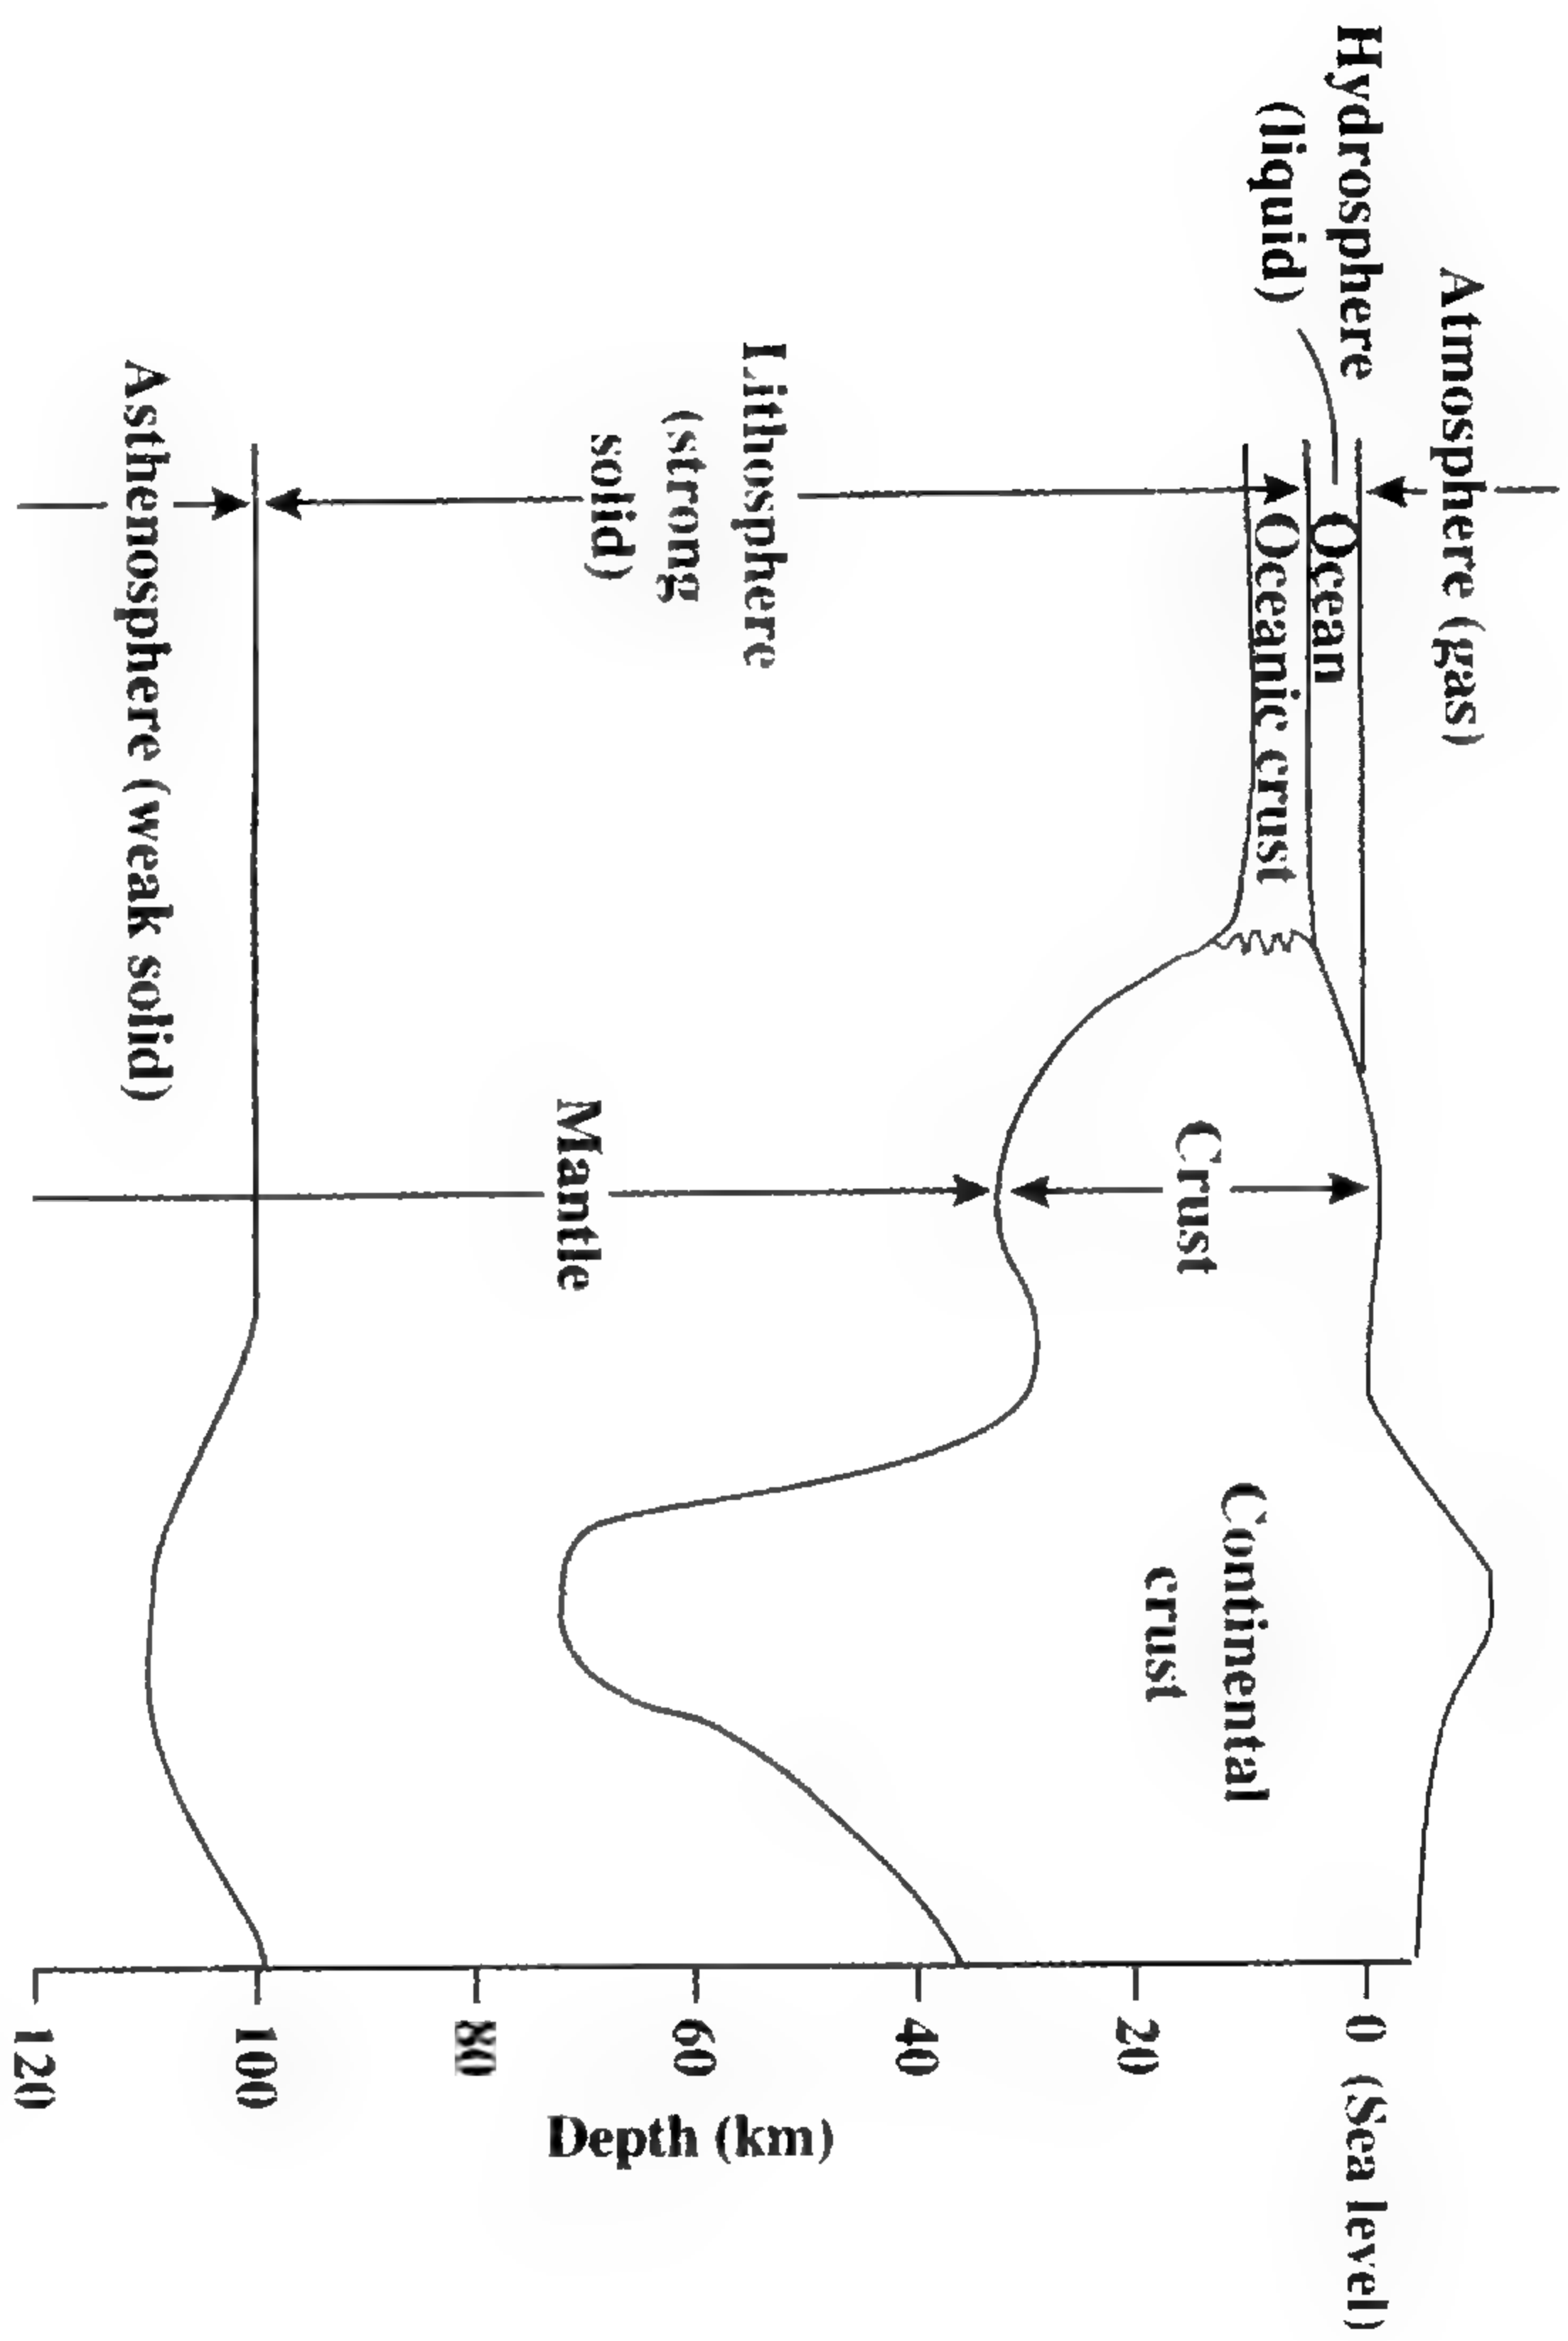 Atmosphere (gas)
Hydrosphere
(liquid)
Ocean
Oceanic crust
Lithosphere
(strong
solid)
Asthenosphere (weak solid)
Crust
Mantle
Continental
crust
0 (Sea level)
20
40
60
80
100
120
Depth (km)